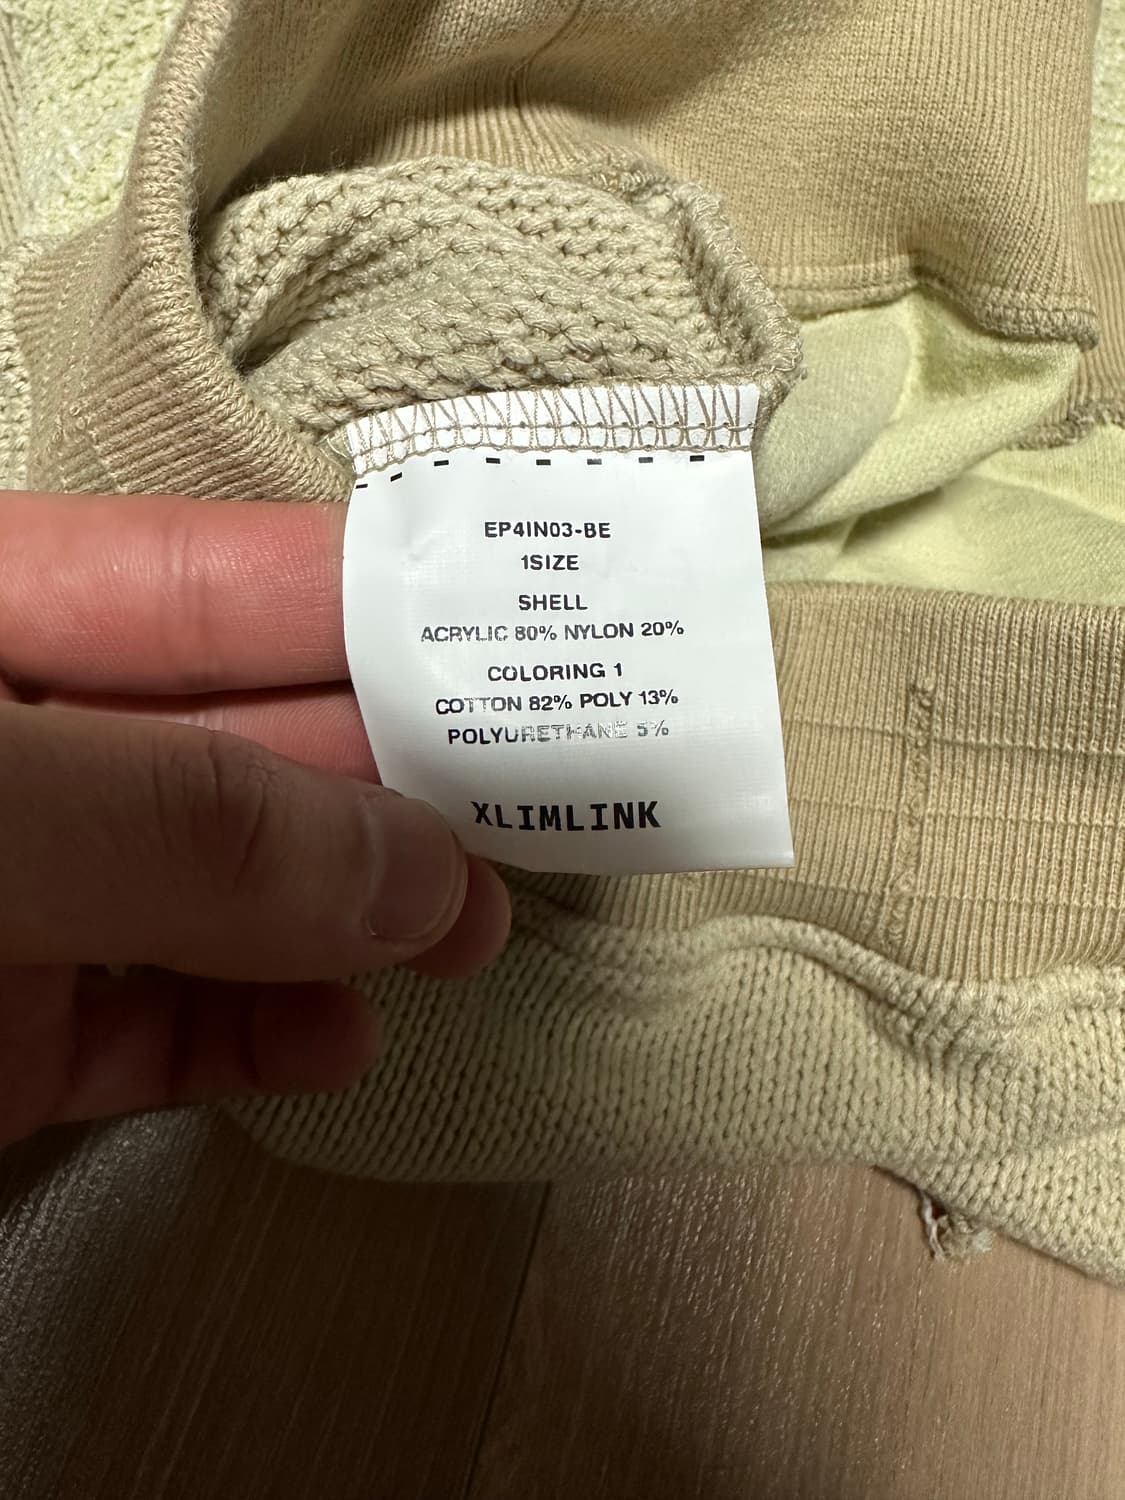 EP4IN03-BE
1SIZE
SHELL
ACRYLIC 80% NYLON 20%
COLORING 1
COTTON 82% POLY 13%
POLYURETHANE 5%
XLIMLINK